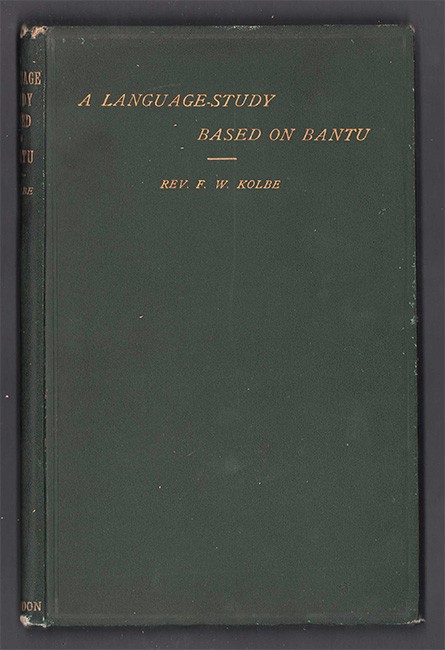 A LANGUAGE-STUDY
BASED ON BANTU
REV. F. W. KOLBE